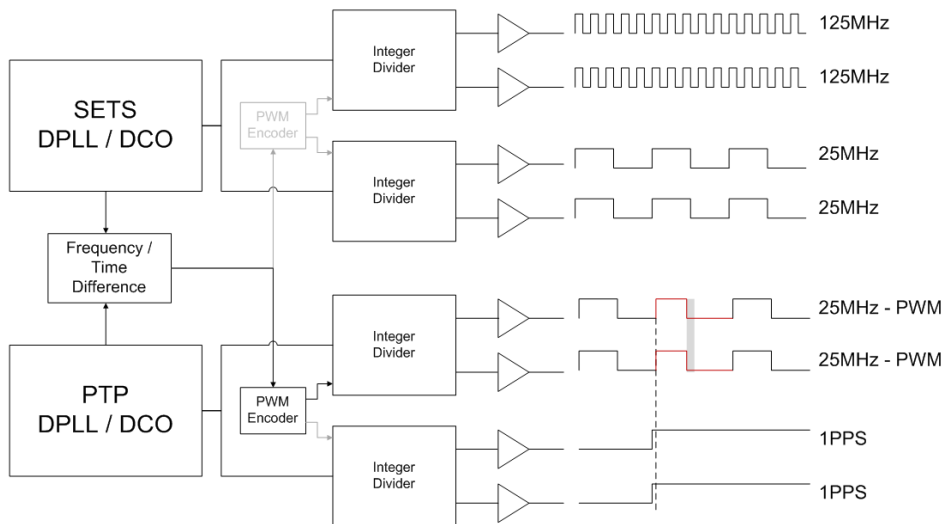 Integer
Divider
125MHz
125MHz
SETS
DPLL / DCO
PWM
Encoder
Integer
Divider
25MHz
25MHz
Frequency /
Time
Difference
Integer
Divider
25MHz - PWM
25MHz - PWM
PTP
DPLL / DCO
PWM
Encoder
Integer
Divider
1PPS
1PPS